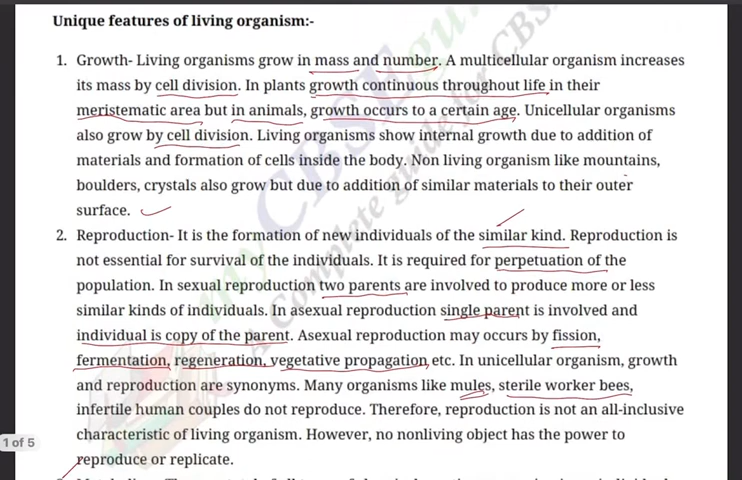 Unique features of living organism:-
1. Growth- Living organisms grow in mass and number. A multicellular organism increases
its mass by cell division. In plants growth continuous throughout life in their
meristematic area but in animals, growth occurs to a certain age. Unicellular organisms
also grow by cell division. Living organisms show internal growth due to addition of
materials and formation of cells inside the body. Non living organism like mountains,
boulders, crystals also grow but due to addition of similar materials to their outer
surface.
2. Reproduction- It is the formation of new individuals of the similar kind. Reproduction is
not essential for survival of the individuals. It is required for perpetuation of the
population. In sexual reproduction two parents are involved to produce more or less
similar kinds of individuals. In asexual reproduction single parent is involved and
individual is copy of the parent. Asexual reproduction may occurs by fission,
fermentation, regeneration, vegetative propagation, etc. In unicellular organism, growth
and reproduction are synonyms. Many organisms like mules, sterile worker bees,
infertile human couples do not reproduce. Therefore, reproduction is not an all-inclusive
characteristic of living organism. However, no nonliving object has the power to
1 of 5
reproduce or replicate.